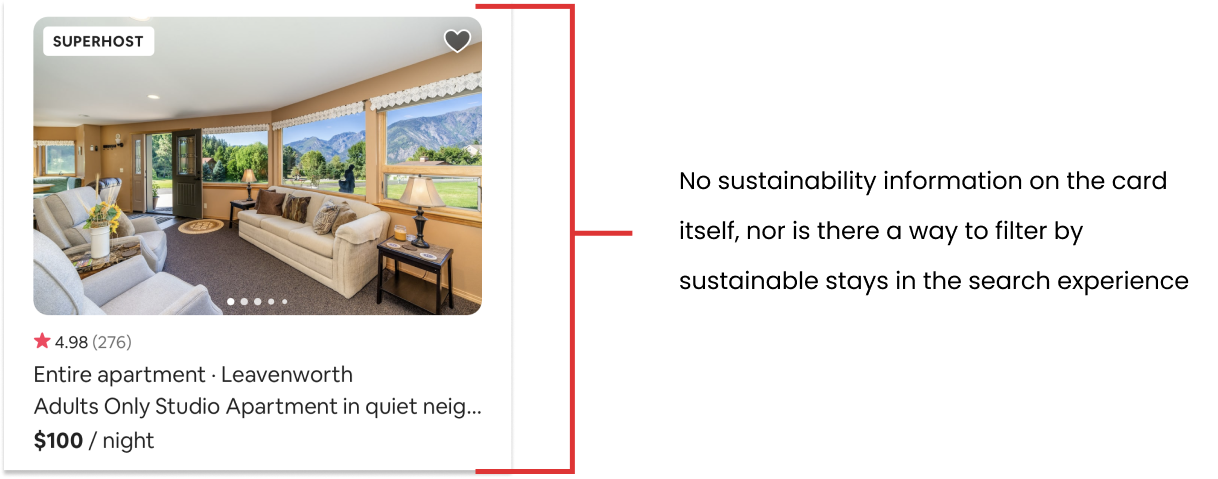 SUPERHOST
4.98 (276)
Entire apartment · Leavenworth
Adults Only Studio Apartment in quiet neig...
$100 / night
No sustainability information on the card
itself, nor is there a way to filter by
sustainable stays in the search experience